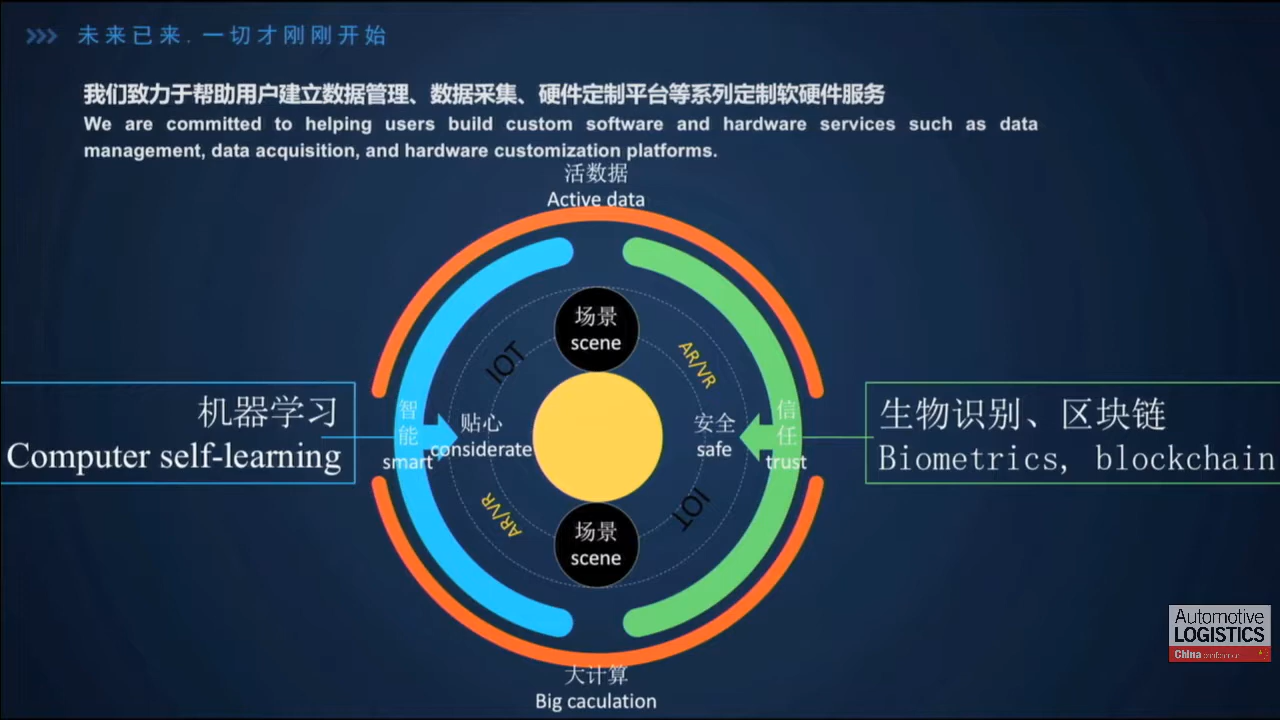 >>> 未来已来.一切才刚刚开始
我们致力于帮助用户建立数据管理、数据采集、硬件定制平台等系列定制软硬件服务
We are committed to helping users build custom software and hardware services such as data
management, data acquisition, and hardware customization platforms.
活数据
Active data
场景
scene
IOT
AR/VR
机器学习
Computer self-learning
智
能
smart
贴心
considerate
安全
safe
信
任
trust
生物识别、区块链
Biometrics, blockchain
AR/VR
IOT
场景
scene
大计算
Big caculation
Automotive
LOGISTICS
China conference